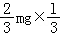 2/3 mg × 1/3